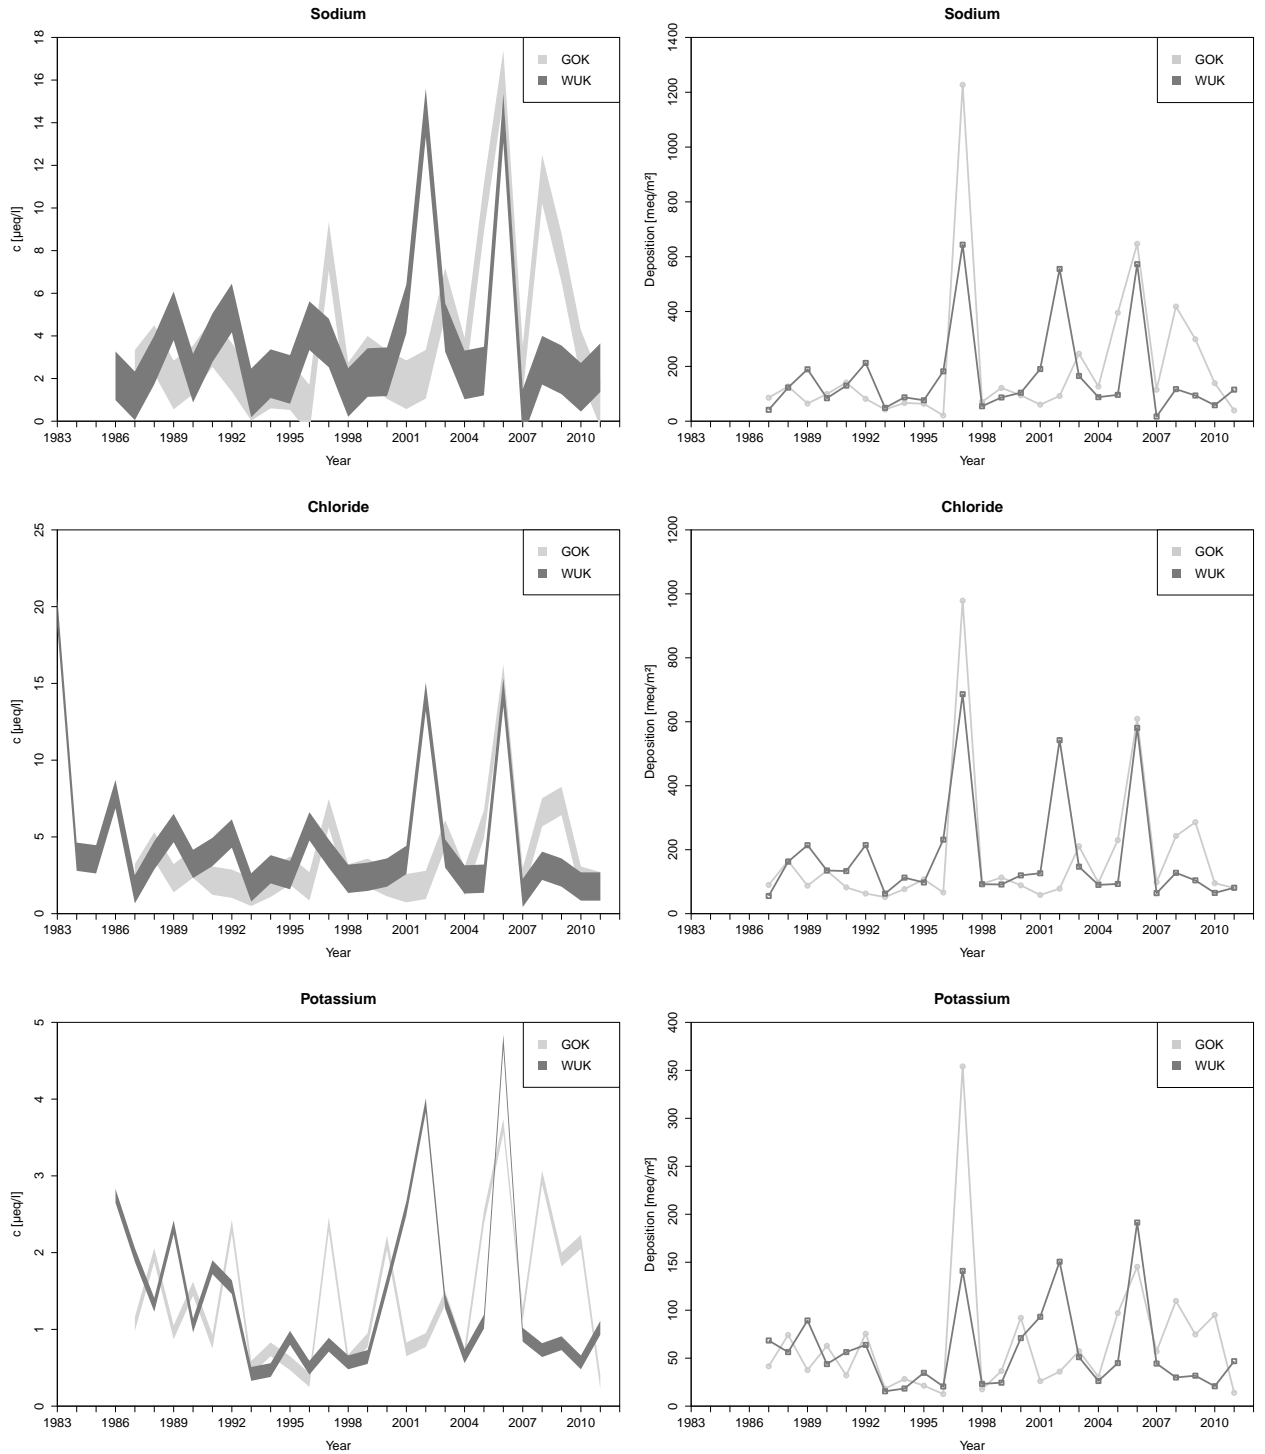 Sodium
18
16
14
12
10
8
6
4
2
0
c [µeq/l]
GOK
WUK
1983 1986 1989 1992 1995 1998 2001 2004 2007 2010
Year
Sodium
1400
1200
1000
800
600
400
200
0
Deposition [meq/m²]
GOK
WUK
1983 1986 1989 1992 1995 1998 2001 2004 2007 2010
Year
Chloride
25
20
15
10
5
0
c [µeq/l]
GOK
WUK
1983 1986 1989 1992 1995 1998 2001 2004 2007 2010
Year
Chloride
1200
1000
800
600
400
200
0
Deposition [meq/m²]
GOK
WUK
1983 1986 1989 1992 1995 1998 2001 2004 2007 2010
Year
Potassium
5
4
3
2
1
0
c [µeq/l]
GOK
WUK
1983 1986 1989 1992 1995 1998 2001 2004 2007 2010
Year
Potassium
400
350
300
250
200
150
100
50
0
Deposition [meq/m²]
GOK
WUK
1983 1986 1989 1992 1995 1998 2001 2004 2007 2010
Year